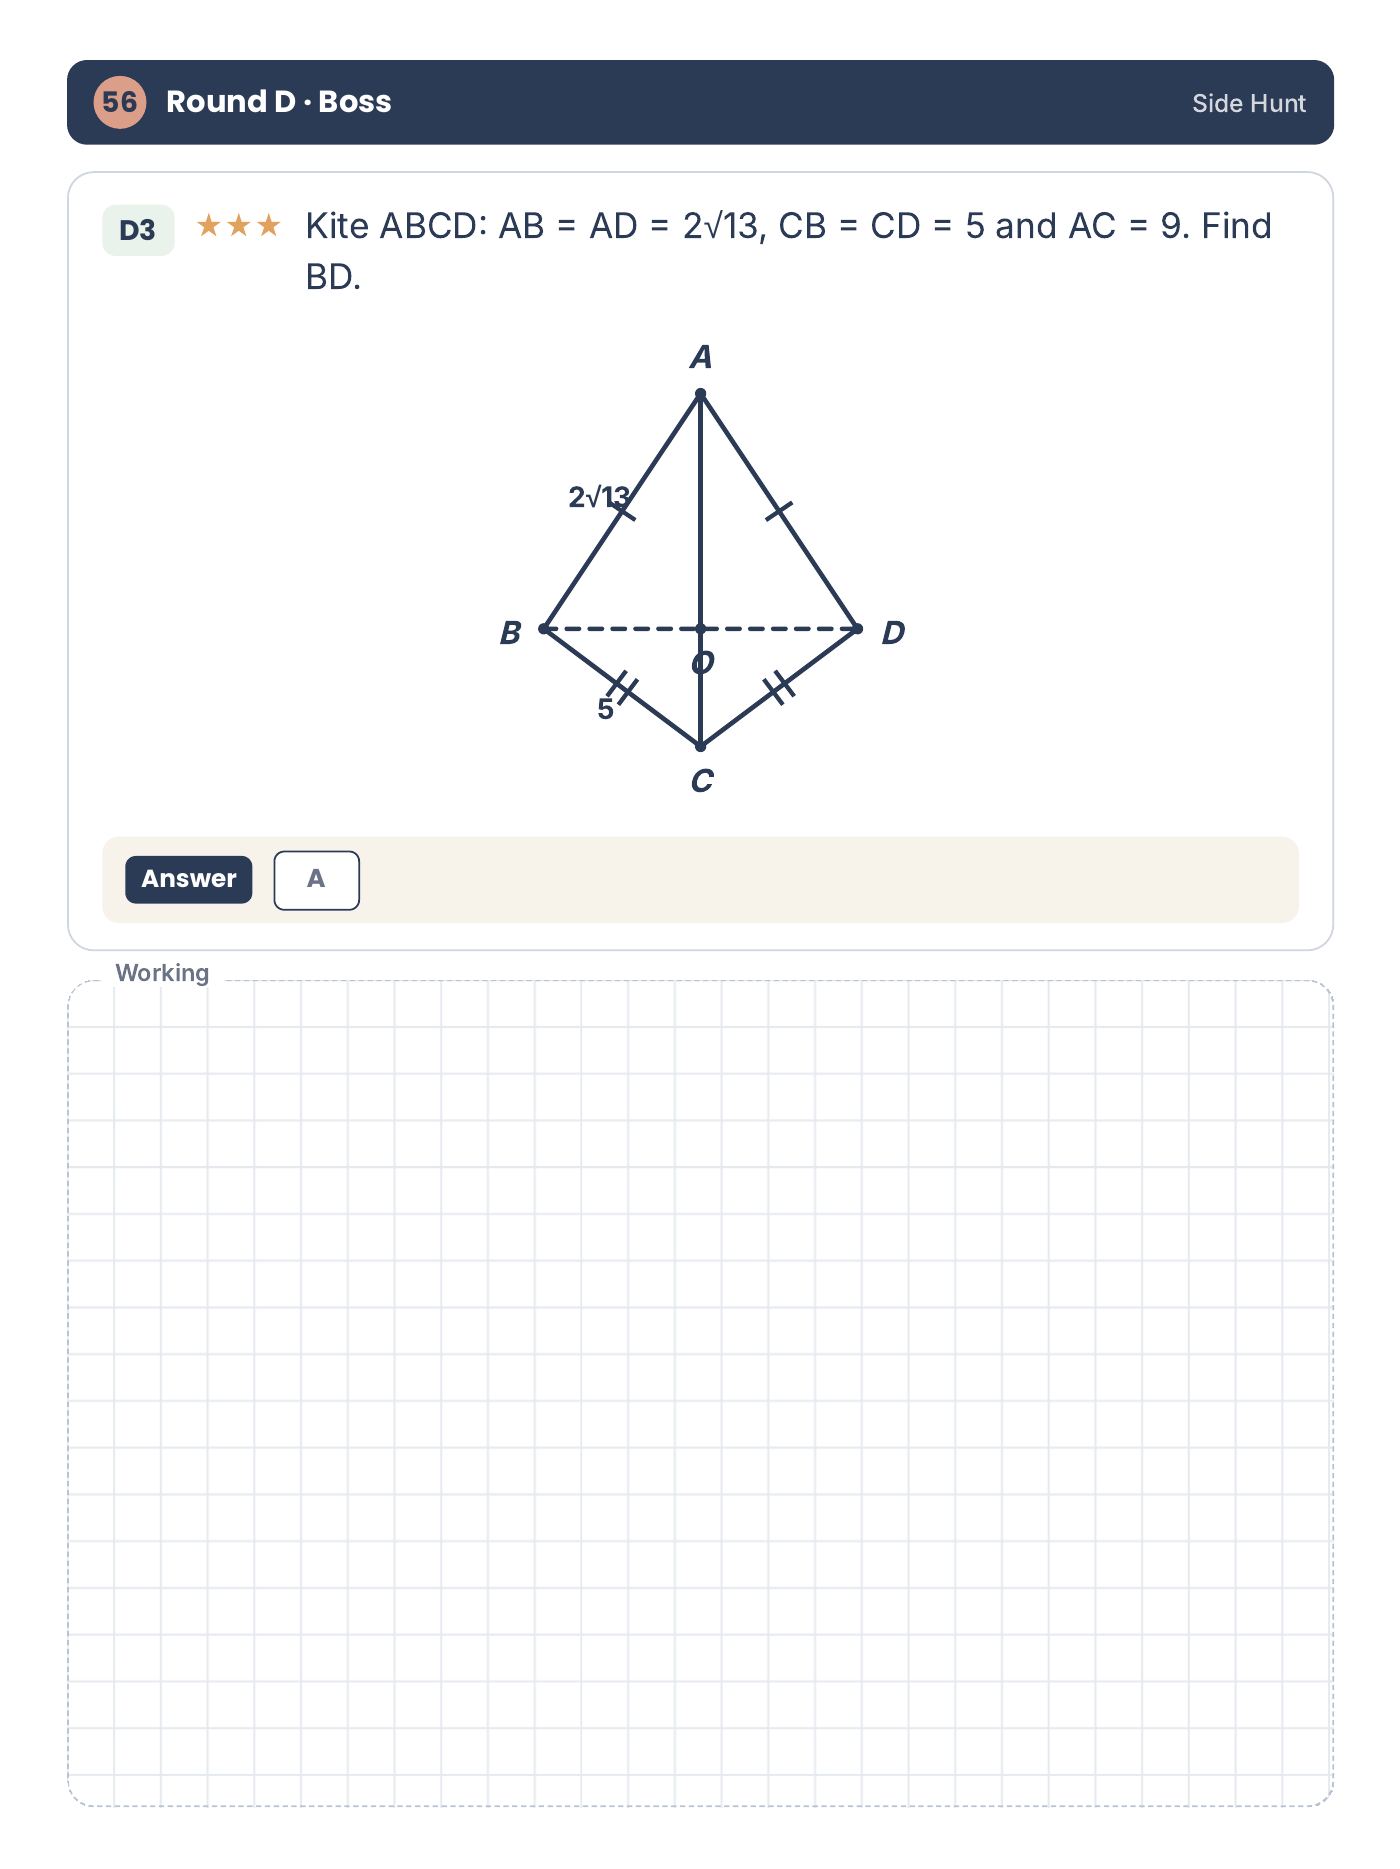 56 Round D · Boss Side Hunt
D3 ★★★ Kite ABCD: AB = AD = 2√13, CB = CD = 5 and AC = 9. Find
BD.
A
2√13
B D
O
5
C
Answer A
Working